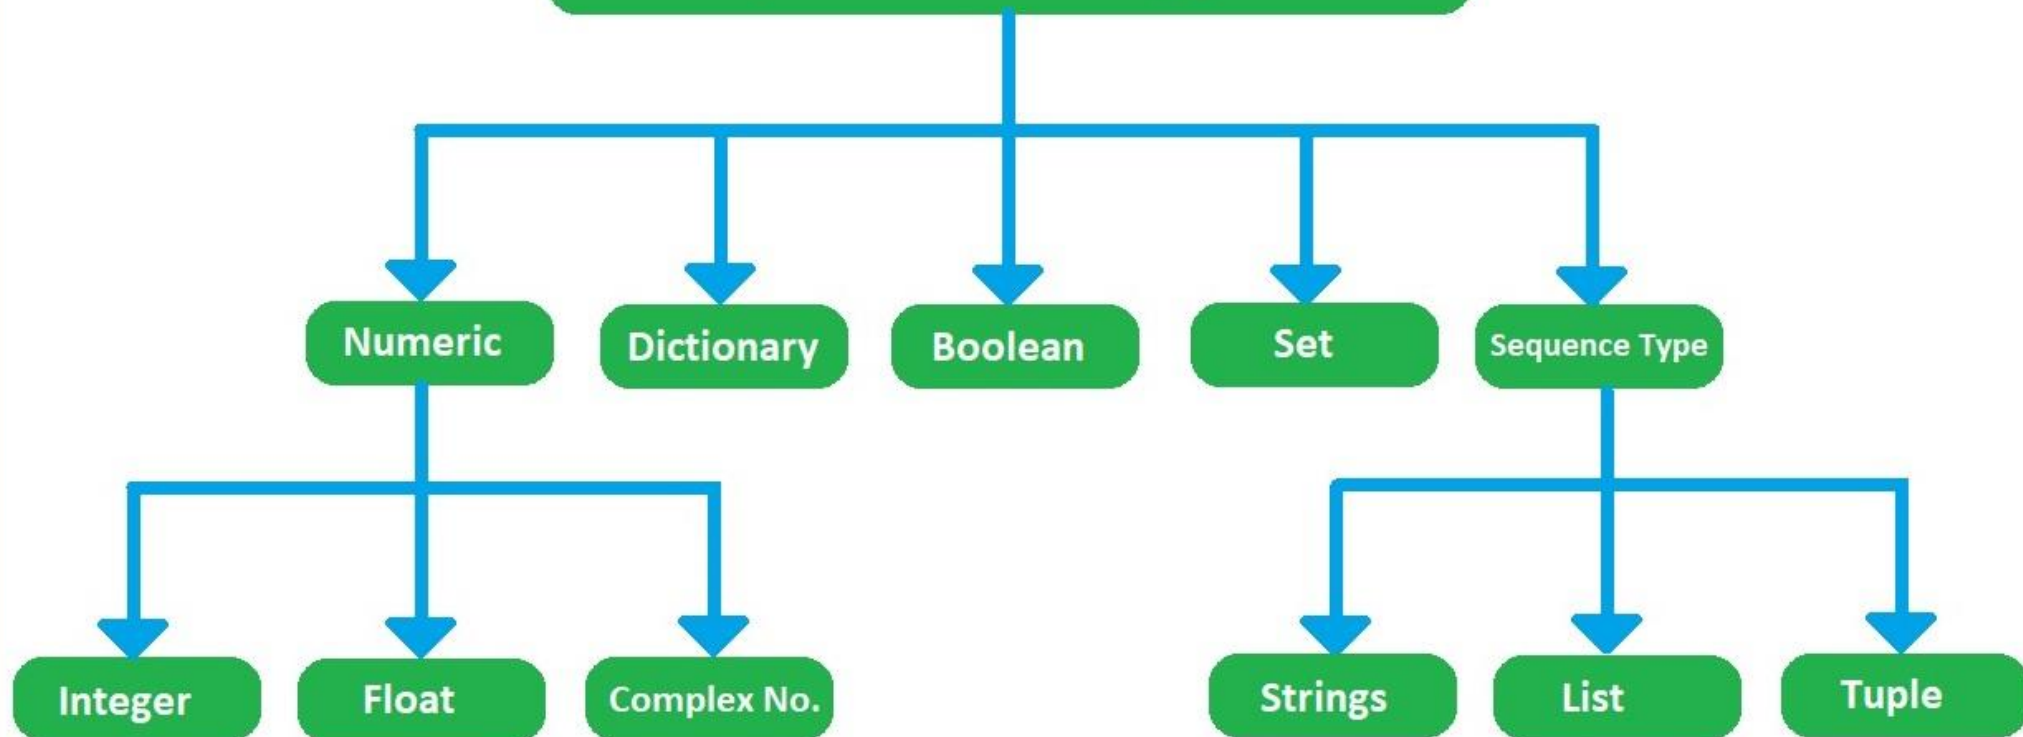 Numeric
Dictionary
Boolean
Set
Sequence Type
Integer
Float
Complex No.
Strings
List
Tuple